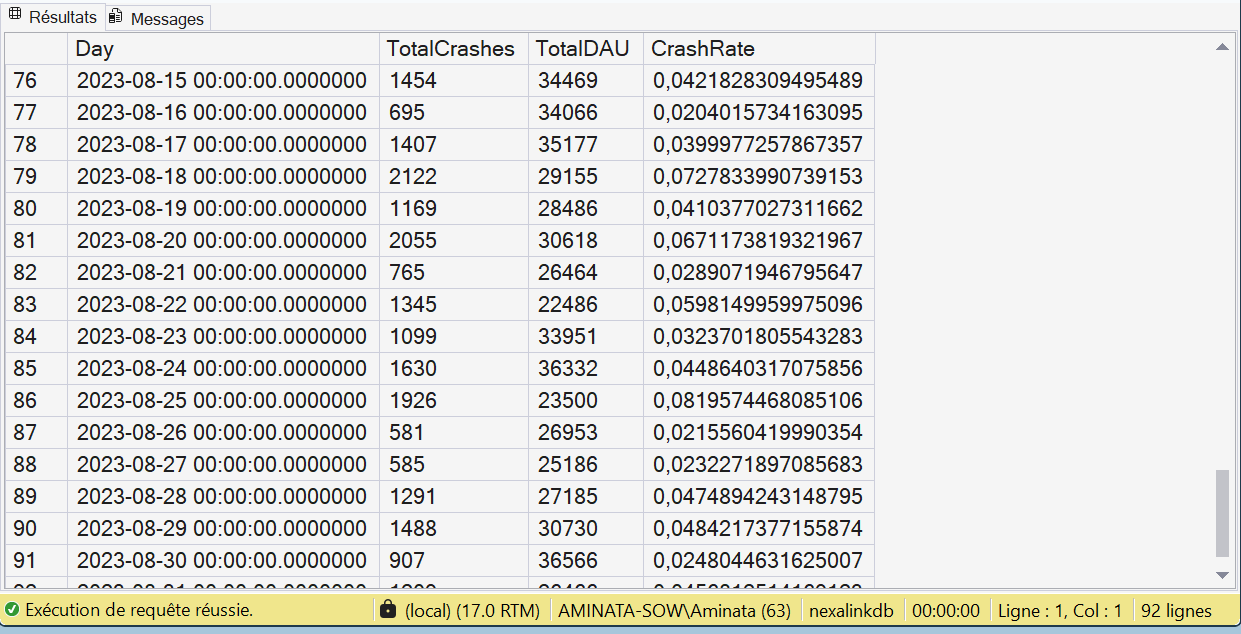 Résultats Messages
Day TotalCrashes TotalDAU CrashRate
76 2023-08-15 00:00:00.0000000 1454 34469 0,0421828309495489
77 2023-08-16 00:00:00.0000000 695 34066 0,0204015734163095
78 2023-08-17 00:00:00.0000000 1407 35177 0,0399977257867357
79 2023-08-18 00:00:00.0000000 2122 29155 0,0727833990739153
80 2023-08-19 00:00:00.0000000 1169 28486 0,0410377027311662
81 2023-08-20 00:00:00.0000000 2055 30618 0,0671173819321967
82 2023-08-21 00:00:00.0000000 765 26464 0,0289071946795647
83 2023-08-22 00:00:00.0000000 1345 22486 0,0598149959975096
84 2023-08-23 00:00:00.0000000 1099 33951 0,0323701805543283
85 2023-08-24 00:00:00.0000000 1630 36332 0,0448640317075856
86 2023-08-25 00:00:00.0000000 1926 23500 0,0819574468085106
87 2023-08-26 00:00:00.0000000 581 26953 0,0215560419990354
88 2023-08-27 00:00:00.0000000 585 25186 0,0232271897085683
89 2023-08-28 00:00:00.0000000 1291 27185 0,0474894243148795
90 2023-08-29 00:00:00.0000000 1488 30730 0,0484217377155874
91 2023-08-30 00:00:00.0000000 907 36566 0,0248044631625007
Exécution de requête réussie. (local) (17.0 RTM) AMINATA-SOW\Aminata (63) nexalinkdb 00:00:00 Ligne : 1, Col : 1 92 lignes